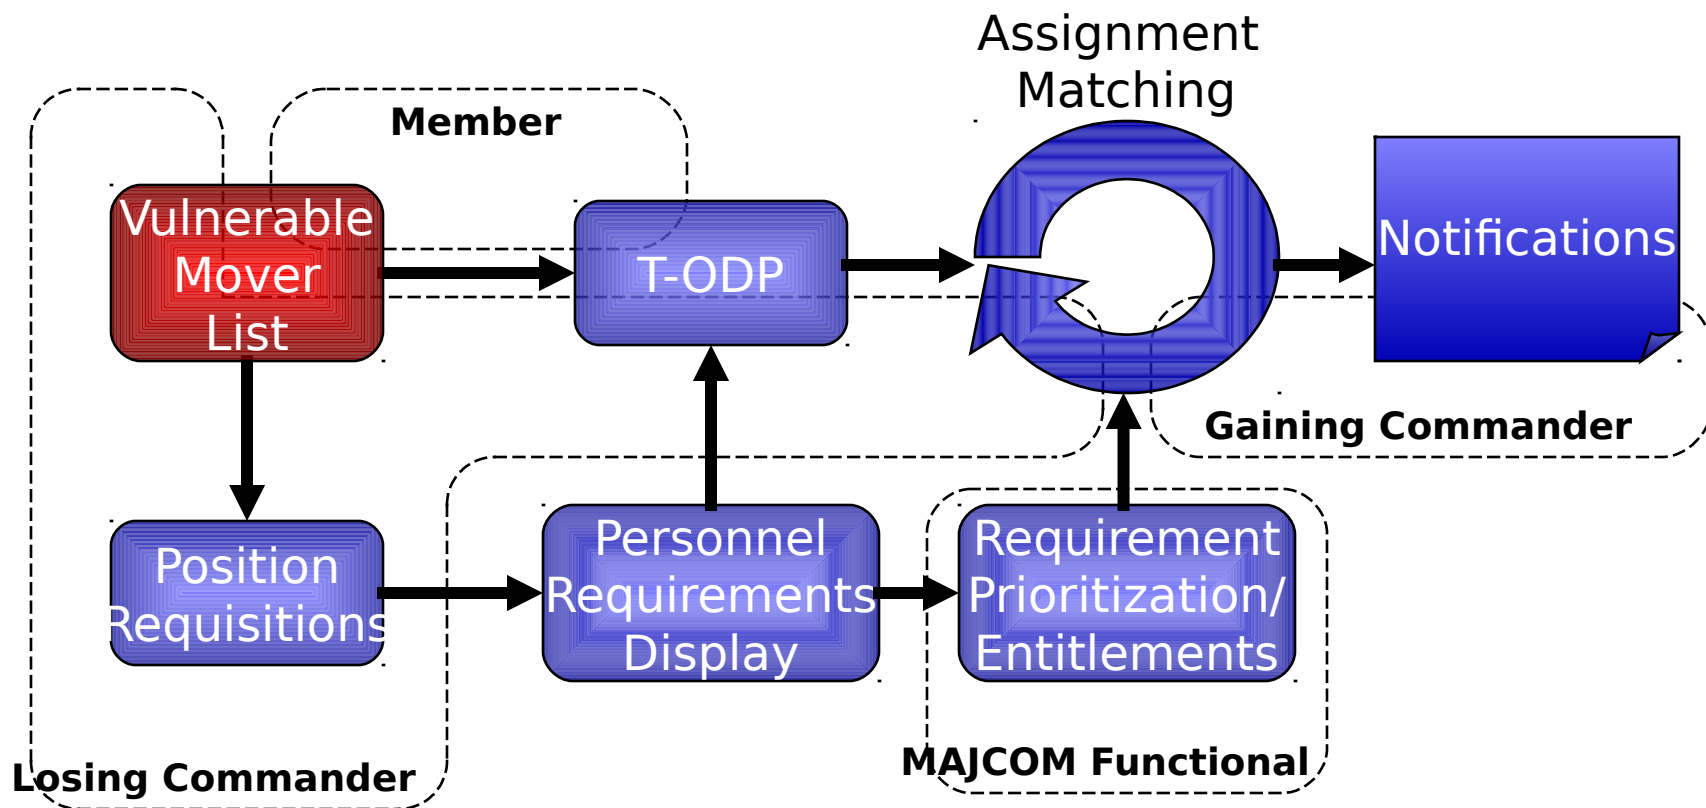 Assignment
Matching
Member
Vulnerable
Mover
List
T-ODP
Notifications
Gaining Commander
Position
Requisitions
Personnel
Requirements
Display
Requirement
Prioritization/
Entitlements
Losing Commander
MAJCOM Functional